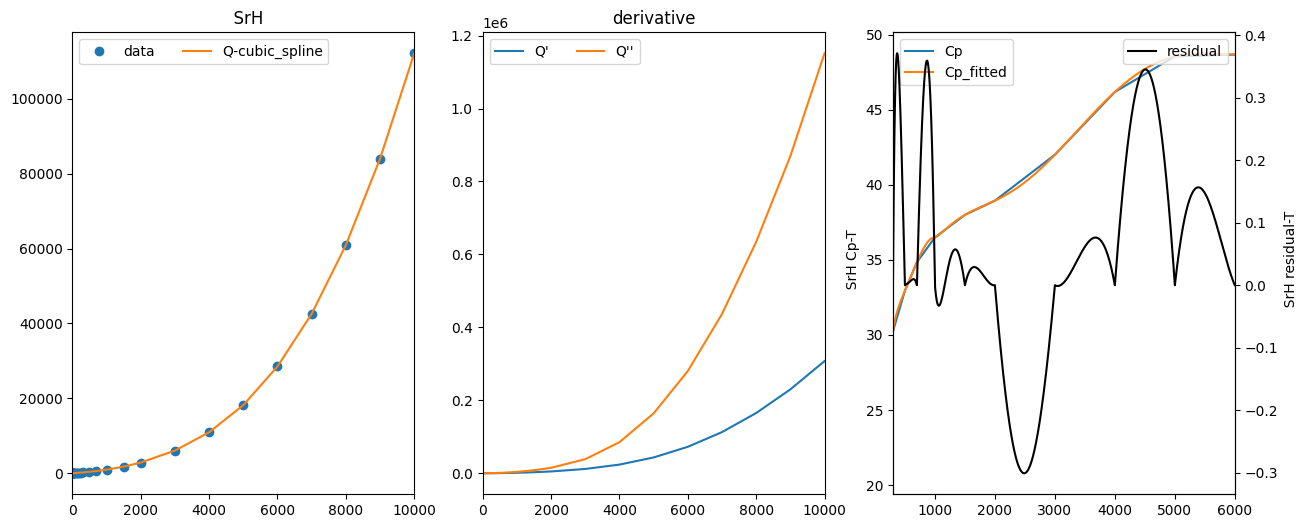 SrH
data
Q-cubic_spline
100000
80000
60000
40000
20000
0
0 2000 4000 6000 8000 10000
derivative
1e6
Q'
Q''
1.2
1.0
0.8
0.6
0.4
0.2
0.0
0 2000 4000 6000 8000 10000
Cp
Cp_fitted
residual
50
45
40
35
30
25
20
SrH Cp-T
1000 2000 3000 4000 5000 6000
0.4
0.3
0.2
0.1
0.0
−0.1
−0.2
−0.3
SrH residual-T